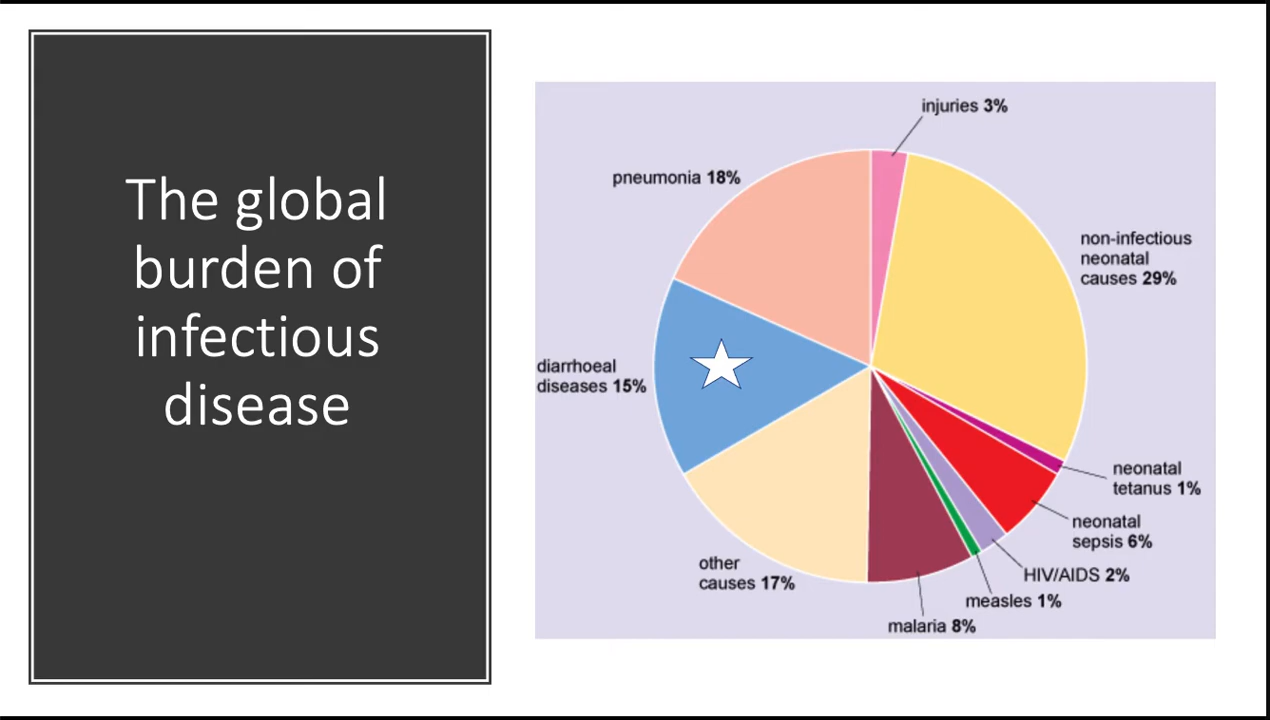 The global
burden of
infectious
disease
injuries 3%
pneumonia 18%
non-infectious
neonatal
causes 29%
diarrhoeal
diseases 15%
neonatal
tetanus 1%
neonatal
sepsis 6%
other
causes 17%
HIV/AIDS 2%
measles 1%
malaria 8%